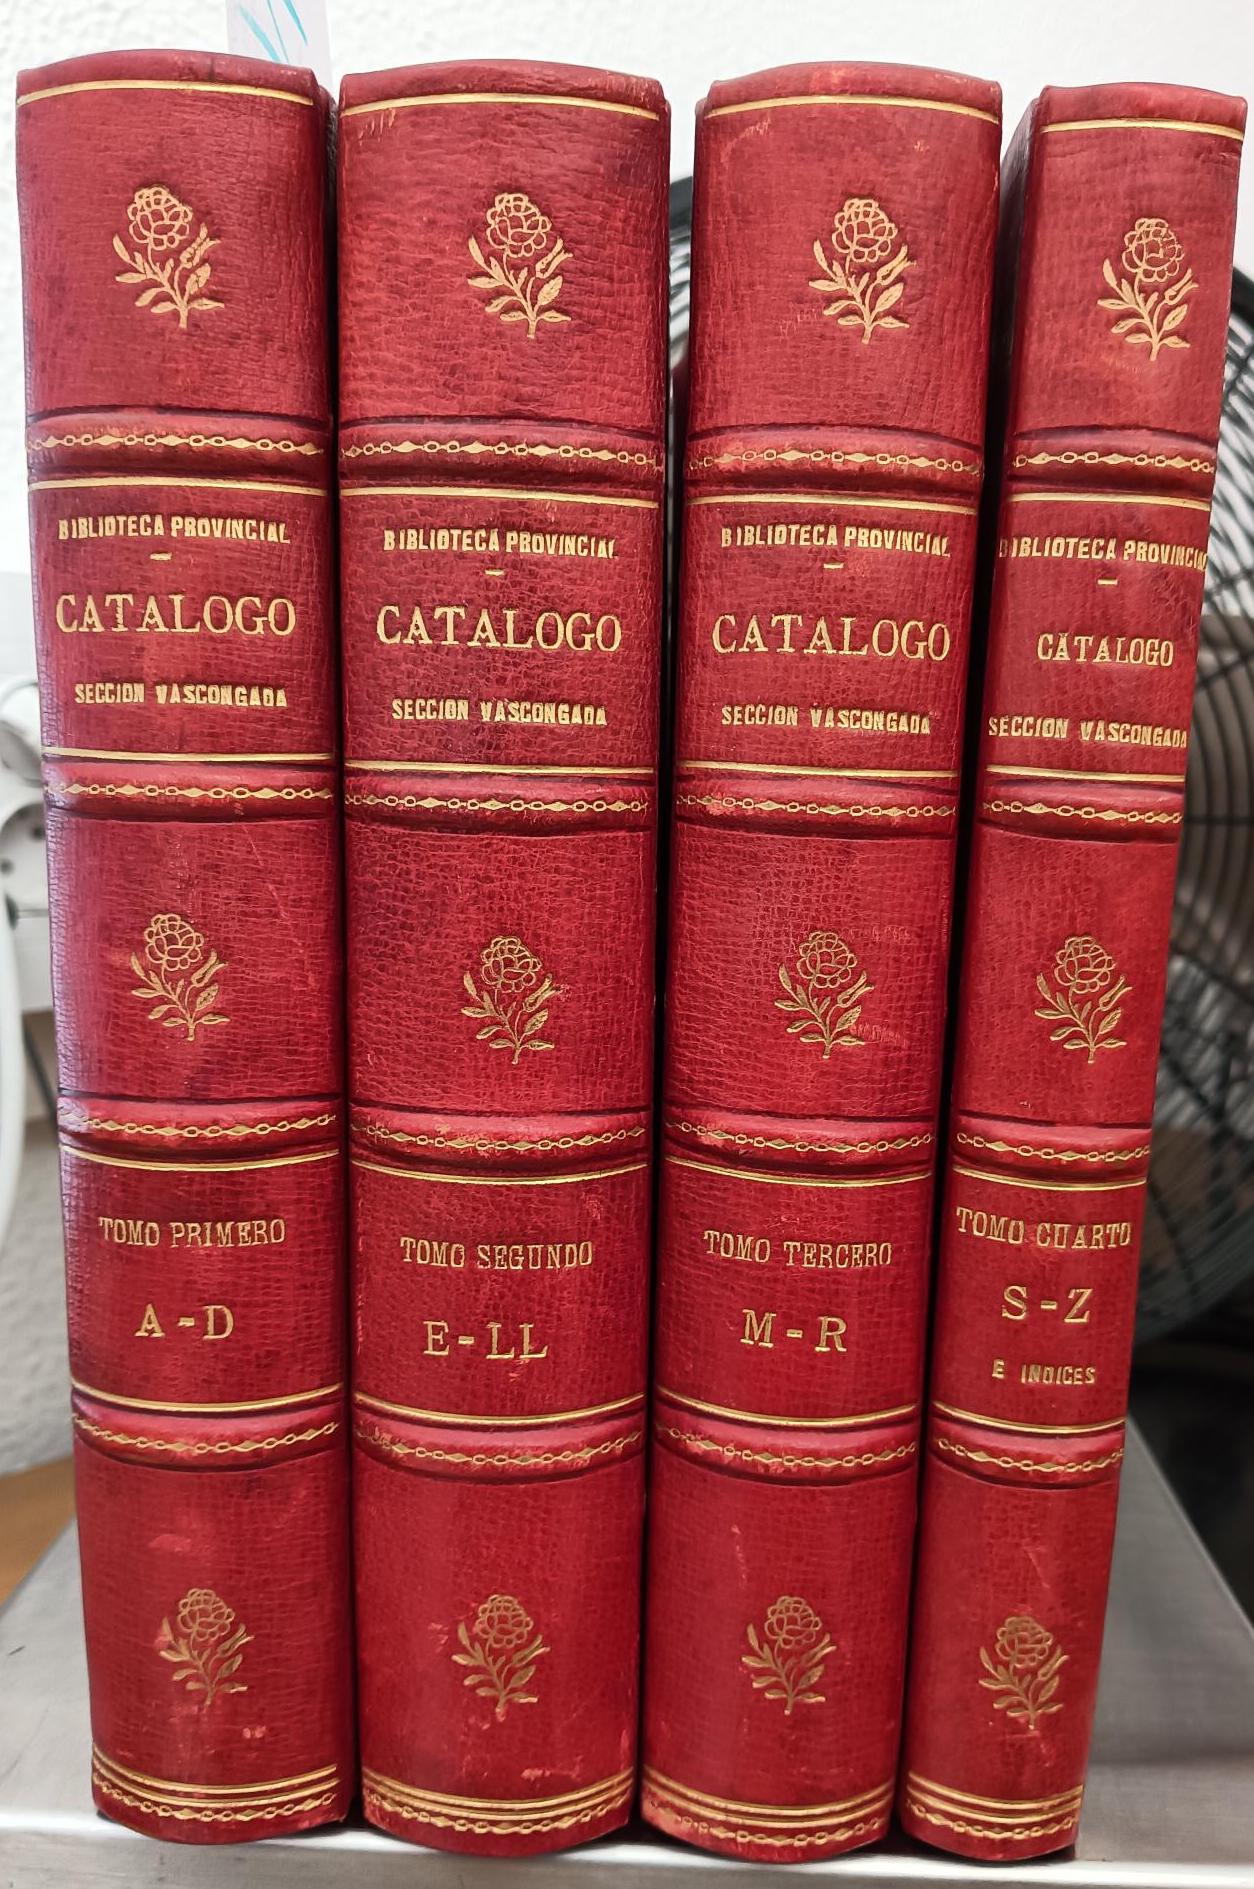 BIBLIOTECA PROVINCIAL
-
CATALOGO
SECCION VASCONGADA
TOMO PRIMERO
A-D
BIBLIOTECA PROVINCIAL
-
CATALOGO
SECCION VASCONGADA
TOMO SEGUNDO
E-LL
BIBLIOTECA PROVINCIAL
-
CATALOGO
SECCION VASCONGADA
TOMO TERCERO
M-R
BIBLIOTECA PROVINCIAL
-
CATALOGO
SECCION VASCONGADA
TOMO CUARTO
S-Z
E INDICES